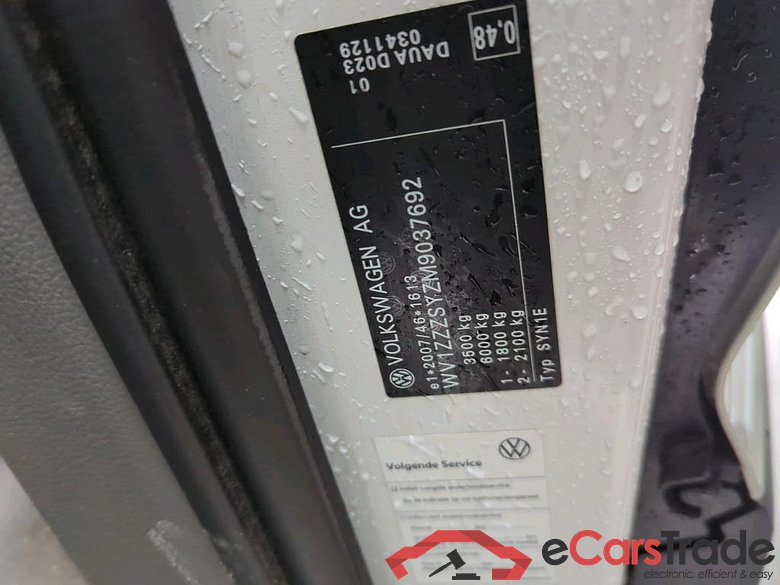 VOLKSWAGEN AG
e1*2007/46*1613
WV1ZZZSYZM9037692
3500 kg
6000 kg
1- 1800 kg
2- 2100 kg
Typ SYN1E
01
DAUA D023
0341129
0,48
Volgende Service
eCarsTrade
electronic, efficient & easy